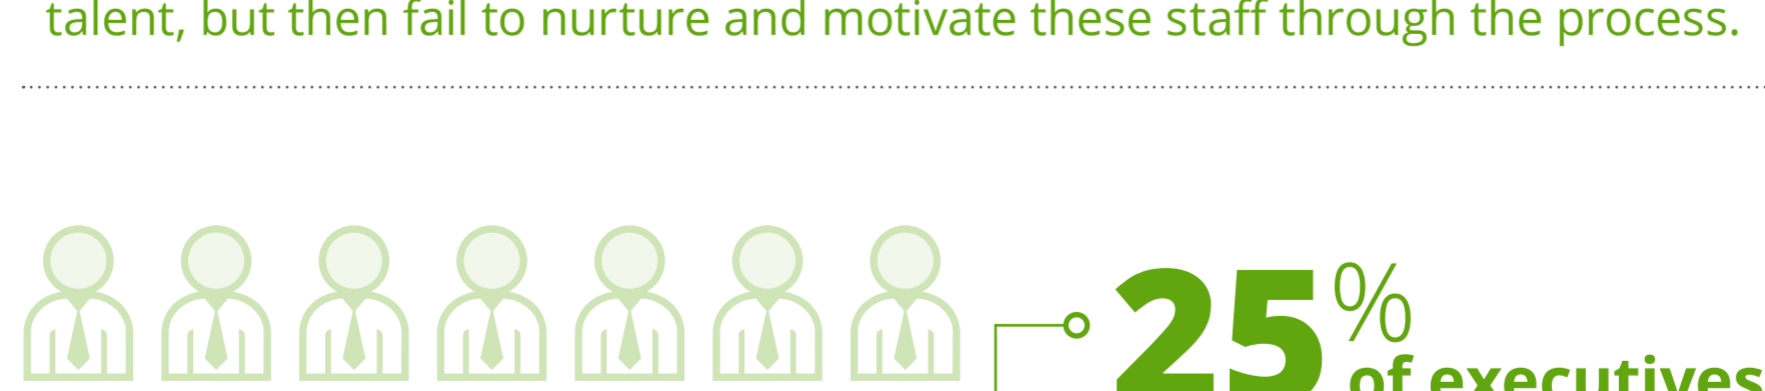 talent, but then fail to nurture and motivate these staff through the process.
25%
of executives